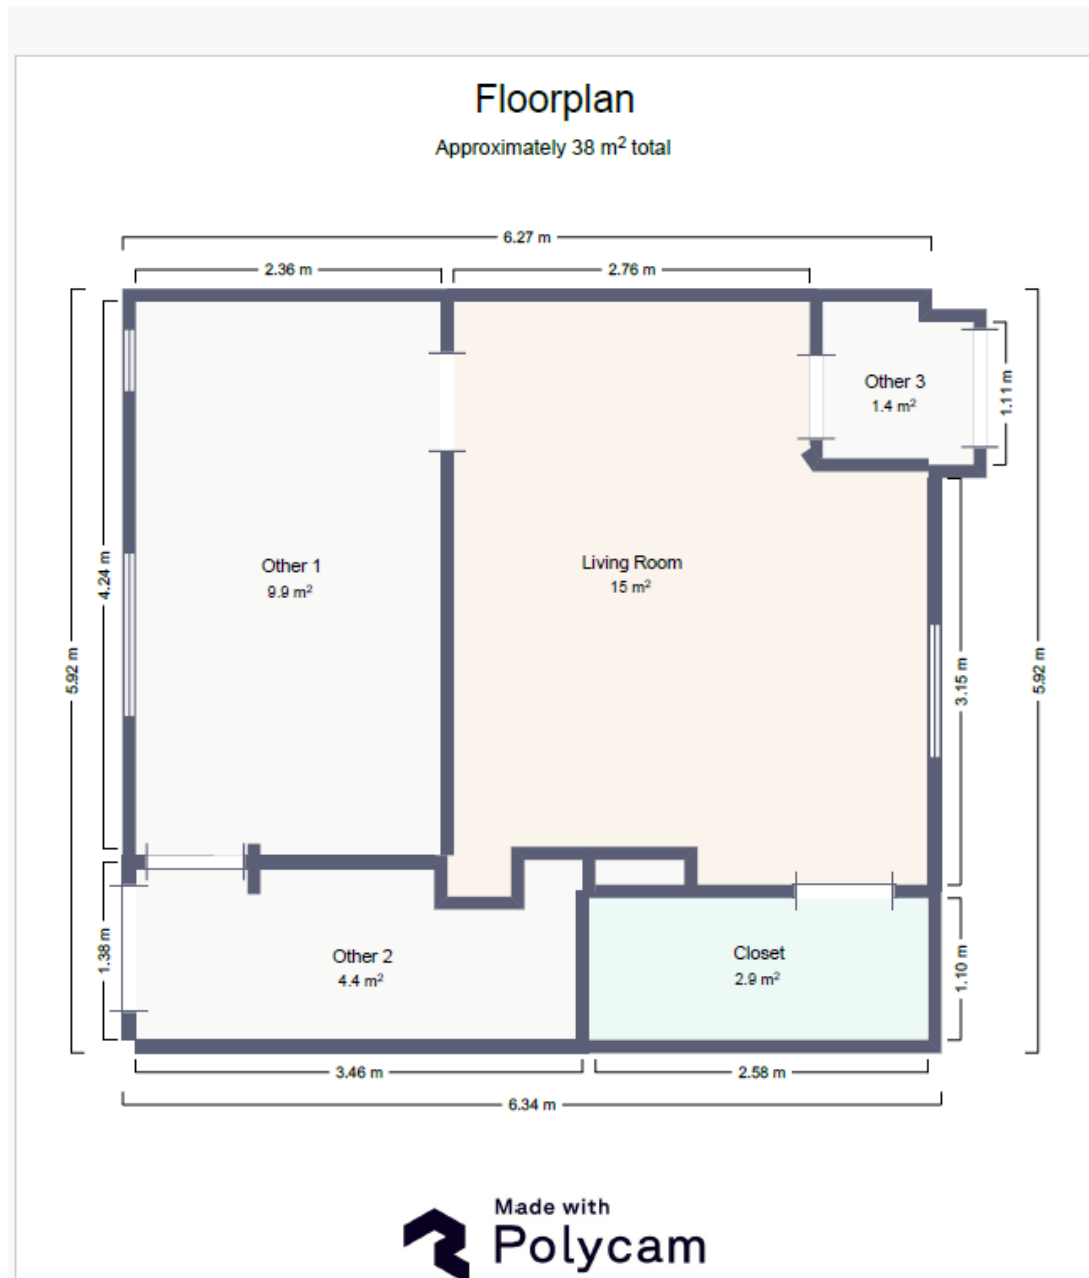 Floorplan
Approximately 38 m² total
6.27 m
2.36 m
2.76 m
Other 3
1.4 m²
1.11 m
4.24 m
Other 1
9.9 m²
Living Room
15 m²
5.92 m
3.15 m
5.92 m
1.38 m
Other 2
4.4 m²
Closet
2.9 m²
1.10 m
3.46 m
2.58 m
6.34 m
Made with
Polycam